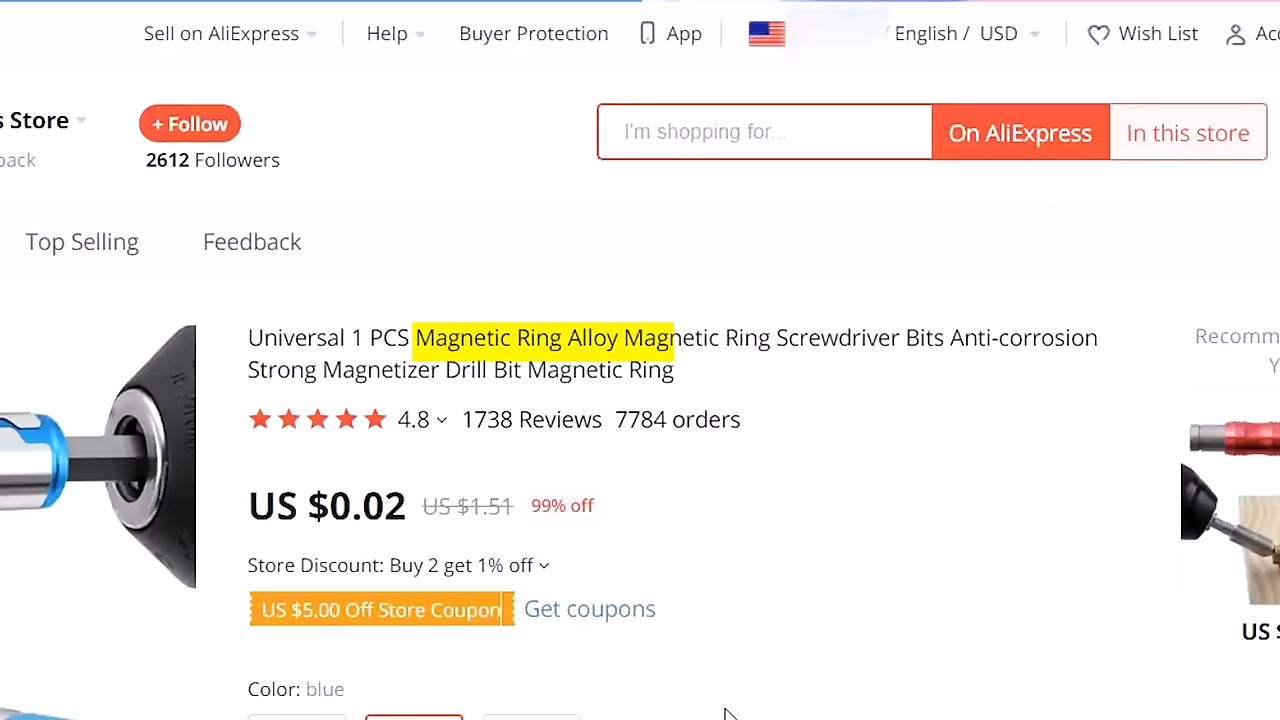 Sell on AliExpress
Help
Buyer Protection
App
/ English / USD
Wish List
s Store
+ Follow
2612 Followers
I'm shopping for...
On AliExpress
In this store
Top Selling
Feedback
Universal 1 PCS Magnetic Ring Alloy Magnetic Ring Screwdriver Bits Anti-corrosion
Strong Magnetizer Drill Bit Magnetic Ring
4.8 1738 Reviews 7784 orders
US $0.02 US $1.51 99% off
Store Discount: Buy 2 get 1% off
US $5.00 Off Store Coupon Get coupons
Color: blue
Recomm
US